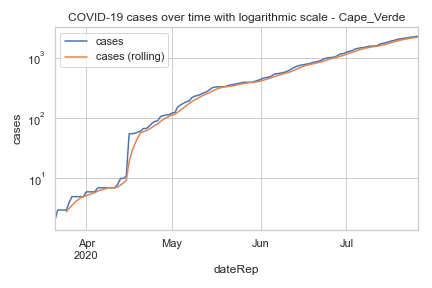 COVID-19 cases over time with logarithmic scale - Cape_Verde
cases
cases (rolling)
10³
10²
10¹
cases
Apr
2020
May
Jun
Jul
dateRep